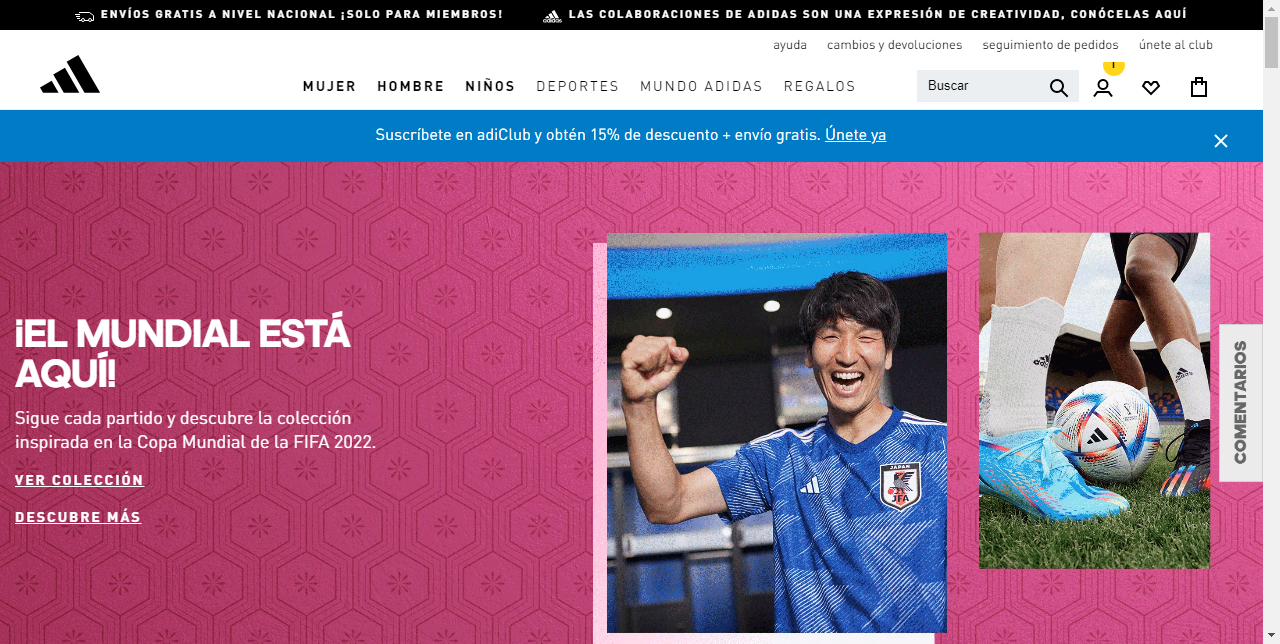 ENVÍOS GRATIS A NIVEL NACIONAL ¡SOLO PARA MIEMBROS!
LAS COLABORACIONES DE ADIDAS SON UNA EXPRESIÓN DE CREATIVIDAD, CONÓCELAS AQUÍ
ayuda cambios y devoluciones seguimiento de pedidos únete al club
MUJER HOMBRE NIÑOS DEPORTES MUNDO ADIDAS REGALOS
Buscar
1
Suscríbete en adiClub y obtén 15% de descuento + envío gratis. Únete ya
¡EL MUNDIAL ESTÁ
AQUÍ!
Sigue cada partido y descubre la colección
inspirada en la Copa Mundial de la FIFA 2022.
VER COLECCIÓN
DESCUBRE MÁS
JAPAN
JFA
COMENTARIOS